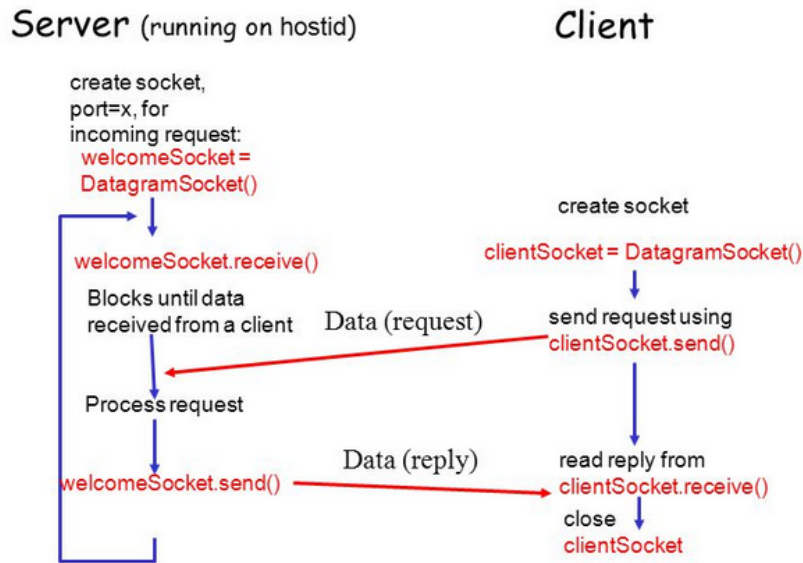 Server (running on hostid)
Client
create socket,
port=x, for
incoming request:
welcomeSocket =
DatagramSocket()
welcomeSocket.receive()
Blocks until data
received from a client
Process request
welcomeSocket.send()
Data (request)
Data (reply)
create socket
clientSocket = DatagramSocket()
send request using
clientSocket.send()
read reply from
clientSocket.receive()
close
clientSocket